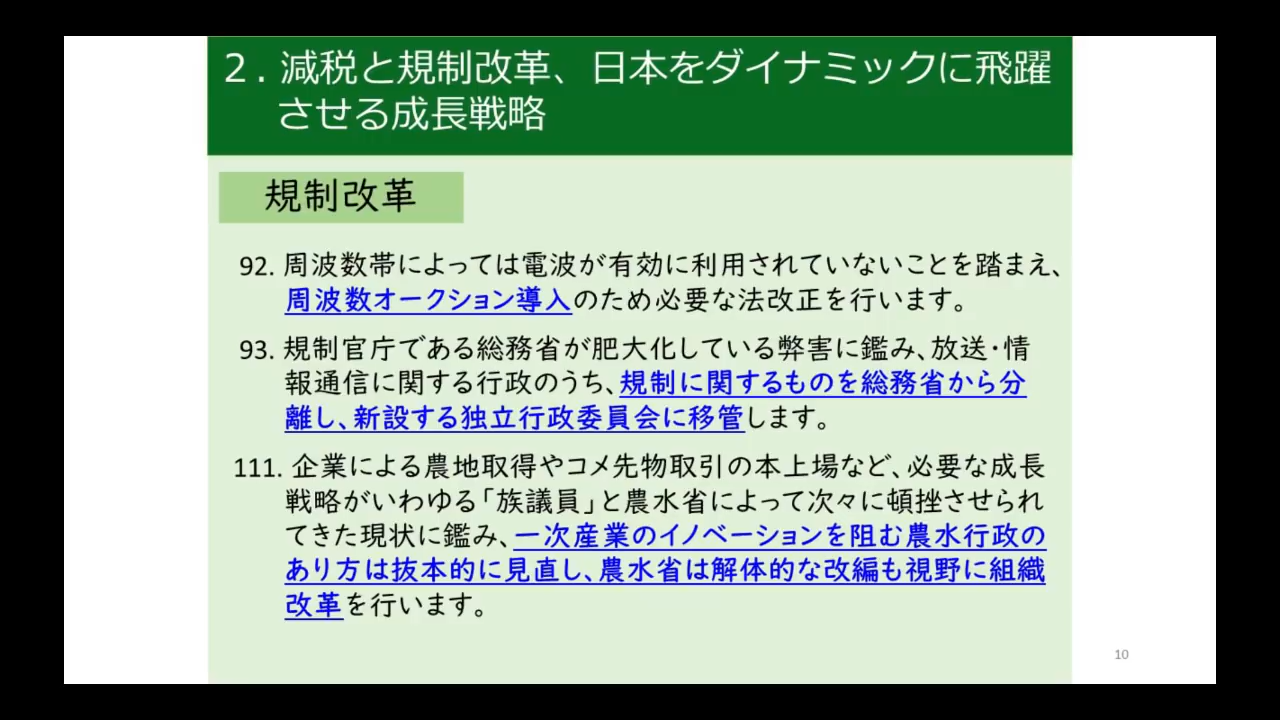 ２. 減税と規制改革、日本をダイナミックに飛躍
させる成長戦略
規制改革
92. 周波数帯によっては電波が有効に利用されていないことを踏まえ、
周波数オークション導入のため必要な法改正を行います。
93. 規制官庁である総務省が肥大化している弊害に鑑み、放送・情
報通信に関する行政のうち、規制に関するものを総務省から分
離し、新設する独立行政委員会に移管します。
111. 企業による農地取得やコメ先物取引の本上場など、必要な成長
戦略がいわゆる「族議員」と農水省によって次々に頓挫させられ
てきた現状に鑑み、一次産業のイノベーションを阻む農水行政の
あり方は抜本的に見直し、農水省は解体的な改編も視野に組織
改革を行います。
10